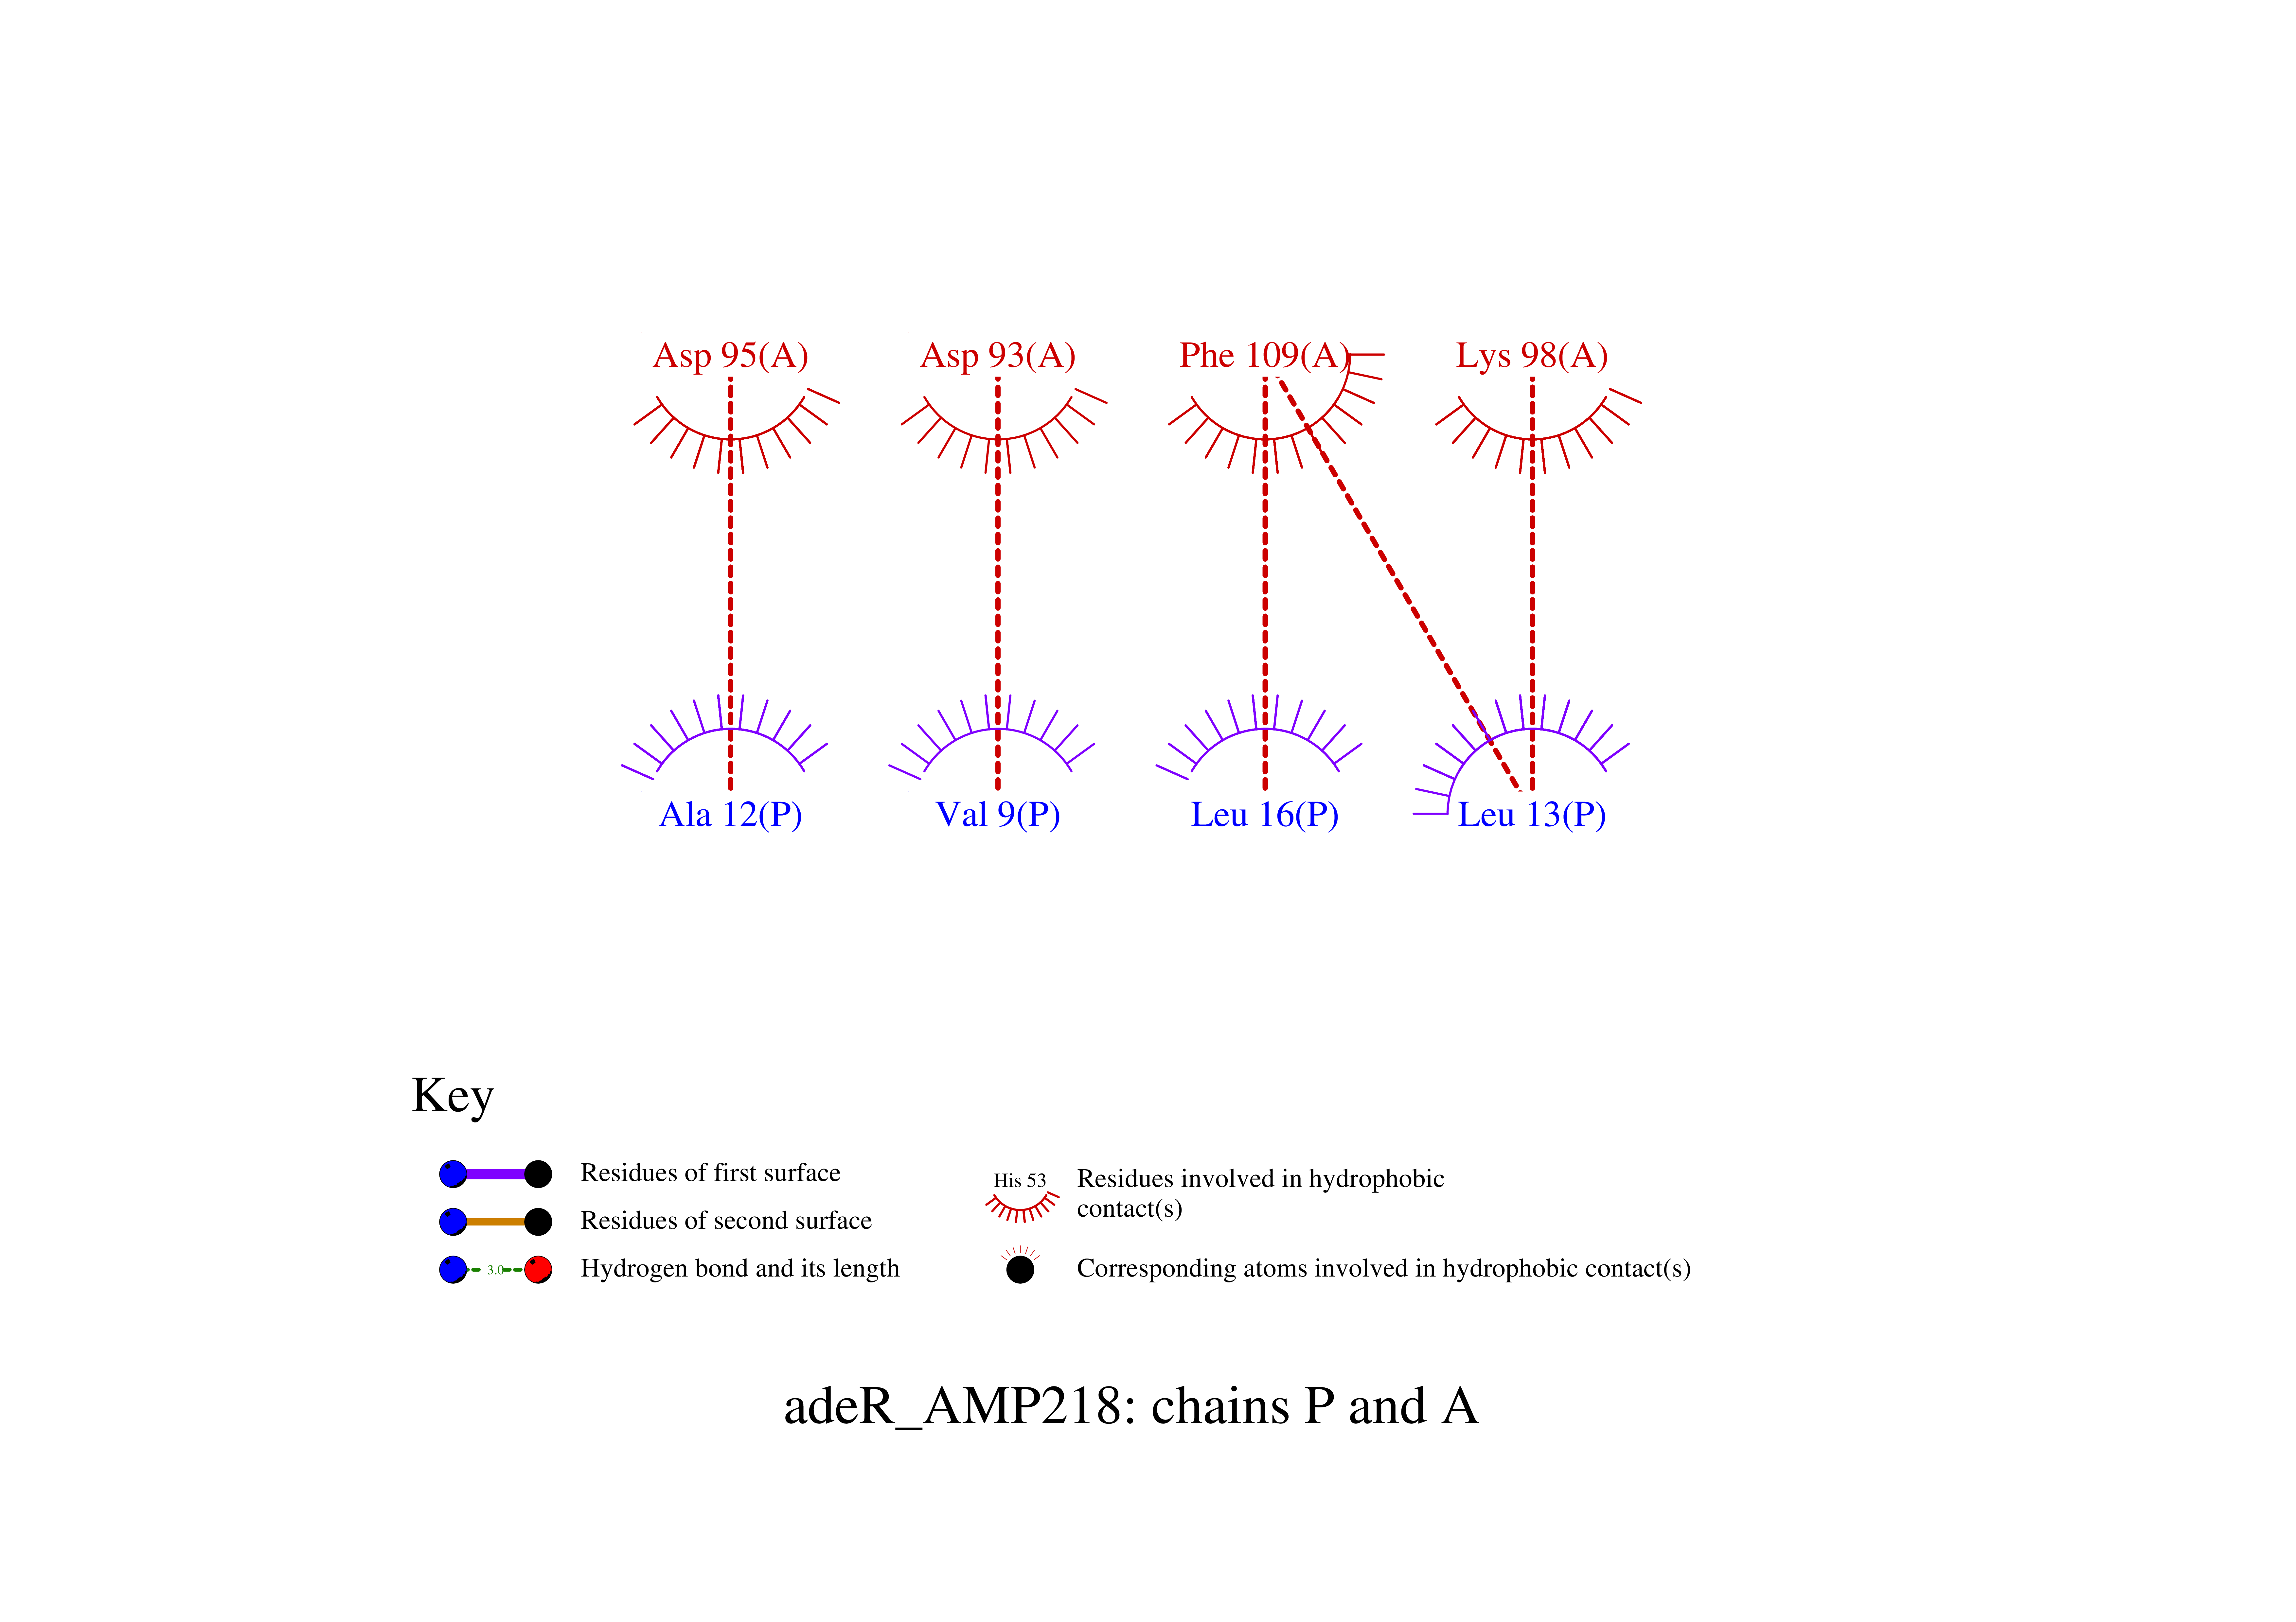 Asp 95(A) Asp 93(A) Phe 109(A) Lys 98(A)
Ala 12(P) Val 9(P) Leu 16(P) Leu 13(P)
Key
Residues of first surface
Residues of second surface
3.0 Hydrogen bond and its length
His 53 Residues involved in hydrophobic
contact(s)
Corresponding atoms involved in hydrophobic contact(s)
adeR_AMP218: chains P and A